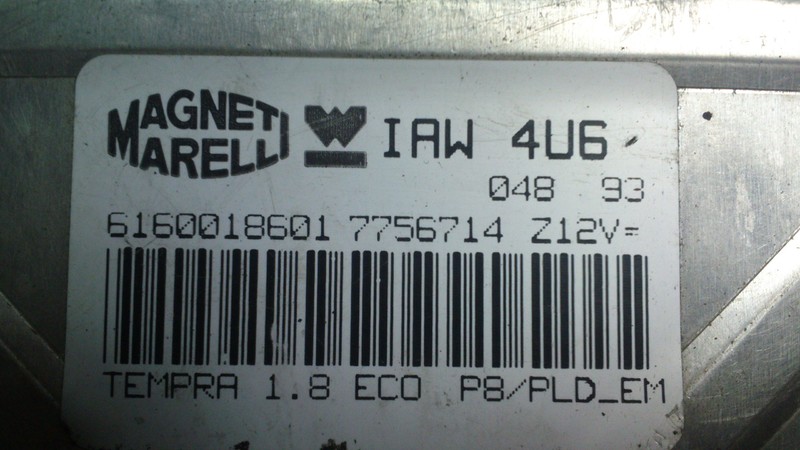 MAGNETI MARELLI IAW 4U6
048 93
6160018601 7756714 Z12V=
TEMPRA 1.8 ECO P8/PLD_EM